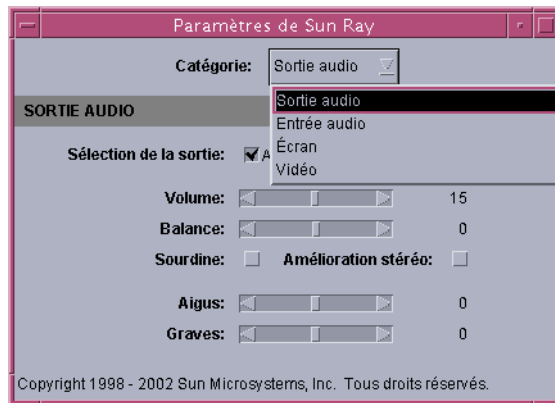 Paramètres de Sun Ray
Catégorie: Sortie audio
SORTIE AUDIO
Sortie audio
Entrée audio
Écran
Vidéo
Sélection de la sortie:
Volume: 15
Balance: 0
Sourdine: Amélioration stéréo:
Aigus: 0
Graves: 0
Copyright 1998 - 2002 Sun Microsystems, Inc. Tous droits réservés.